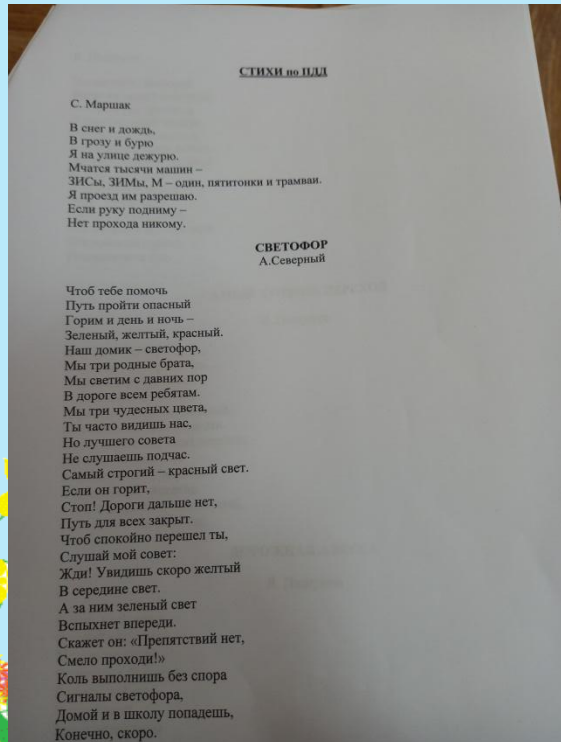 СТИХИ по ПДД
С. Маршак
В снег и дождь,
В грозу и бурю
Я на улице дежурю.
Мчатся тысячи машин –
ЗИСы, ЗИМы, М – один, пятитонки и трамваи.
Я проезд им разрешаю.
Если руку подниму –
Нет прохода никому.
СВЕТОФОР
А.Северный
Чтоб тебе помочь
Путь пройти опасный
Горим и день и ночь –
Зеленый, желтый, красный.
Наш домик – светофор,
Мы три родные брата,
Мы светим с давних пор
В дороге всем ребятам.
Мы три чудесных цвета,
Ты часто видишь нас,
Но лучшего совета
Не слушаешь подчас.
Самый строгий – красный свет.
Если он горит,
Стоп! Дороги дальше нет,
Путь для всех закрыт.
Чтоб спокойно перешел ты,
Слушай мой совет:
Жди! Увидишь скоро желтый
В середине свет.
А за ним зеленый свет
Вспыхнет впереди.
Скажет он: «Препятствий нет,
Смело проходи!»
Коль выполнишь без спора
Сигналы светофора,
Домой и в школу попадешь,
Конечно, скоро.